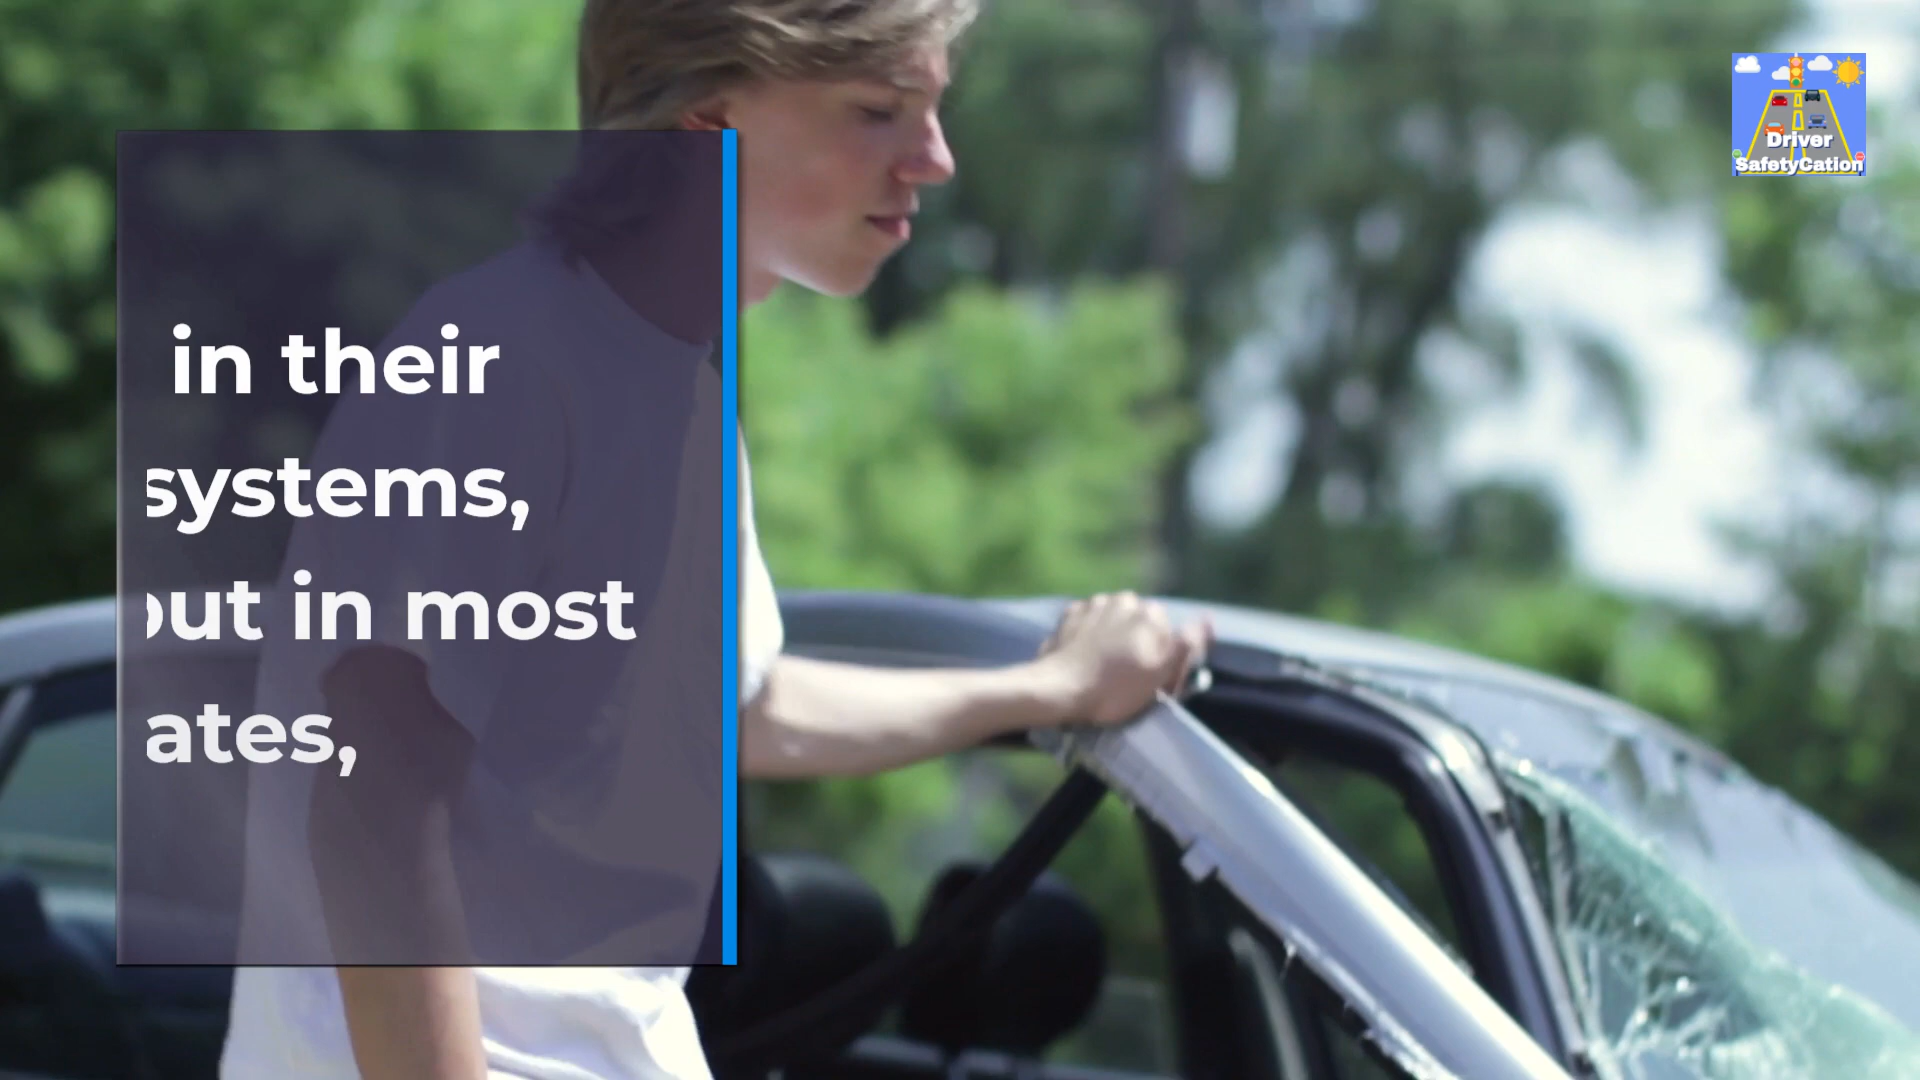 in their
systems,
out in most
ates,
Driver
SafetyCation